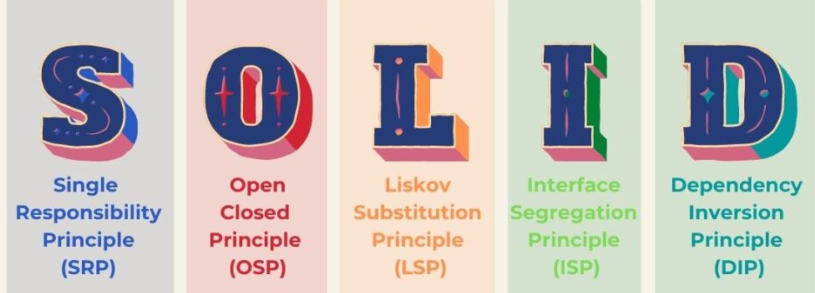 S
Single
Responsibility
Principle
(SRP)
O
Open
Closed
Principle
(OSP)
L
Liskov
Substitution
Principle
(LSP)
I
Interface
Segregation
Principle
(ISP)
D
Dependency
Inversion
Principle
(DIP)